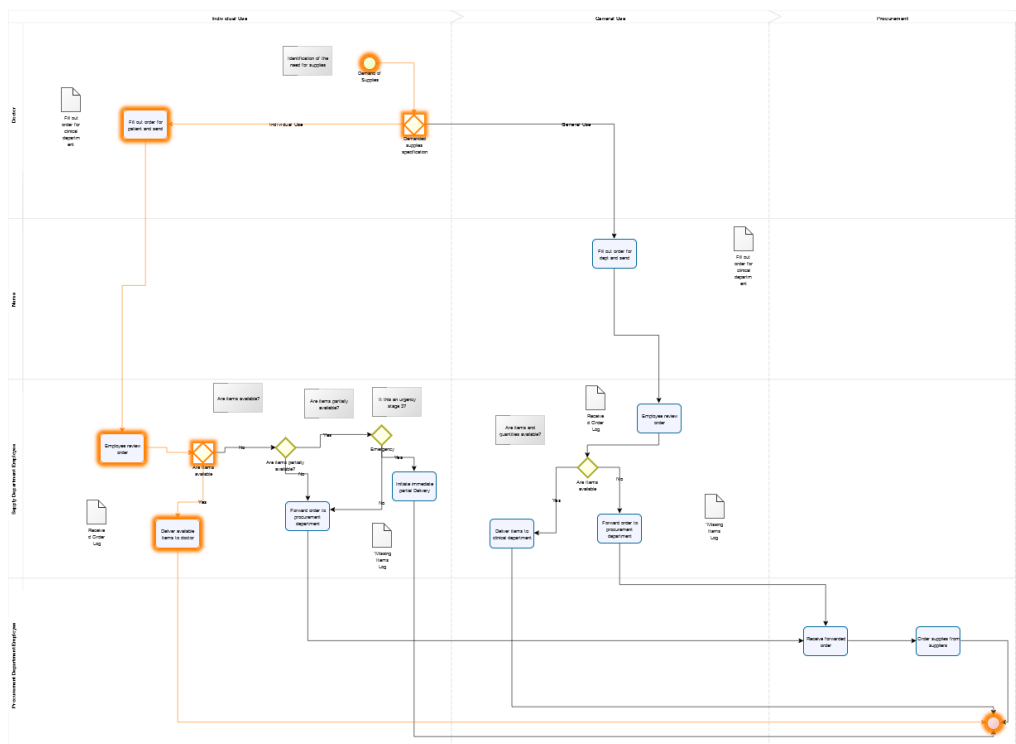 Individual Use
General Use
Procurement
Doctor
Identification of the
need for supplies
Demand of
Supplies
Fill out
order for
clinical
departm
ent
Fill out order for
patient and send
Individual Use
General Use
Demanded
supplies
specification
Nurse
Fill out order for
dept and send
Fill out
order for
clinical
departm
ent
Supply Department Employee
Are items available?
Are items partially
available?
Is this an urgency
stage 3?
Are items and
quantities available?
Receive
d Order
Log
Employee review
order
Employee review
order
Are items
available
No
Are items partially
available?
Yes
No
Emergency
Yes
No
Initiate immediate
partial Delivery
Yes
Receive
d Order
Log
Deliver available
items to doctor
Forward order to
procurement
department
"Missing
Items
Log
Are items
available
Yes
No
Deliver items to
clinical department
Forward order to
procurement
department
"Missing
Items
Log
Procurement Department Employee
Receive forwarded
order
Order supplies from
suppliers